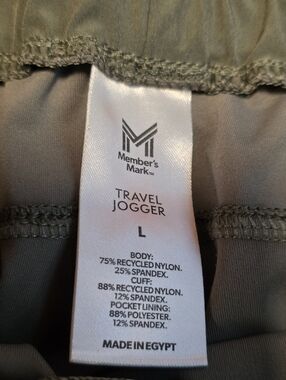 M
Member's
Mark™
TRAVEL
JOGGER
L
BODY:
75% RECYCLED NYLON.
25% SPANDEX.
CUFF:
88% RECYCLED NYLON.
12% SPANDEX.
POCKET LINING:
88% POLYESTER.
12% SPANDEX.
MADE IN EGYPT